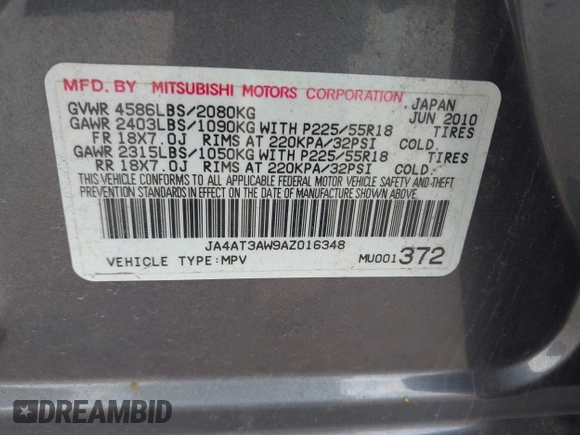 MFD. BY MITSUBISHI MOTORS CORPORATION JAPAN
GVWR 4586LBS/2080KG JUN 2010
GAWR 2403LBS/1090KG WITH P225/55R18 TIRES
FR 18X7.0J RIMS AT 220KPA/32PSI COLD.
GAWR 2315LBS/1050KG WITH P225/55R18 TIRES
RR 18X7.0J RIMS AT 220KPA/32PSI COLD.
THIS VEHICLE CONFORMS TO ALL APPLICABLE FEDERAL MOTOR VEHICLE SAFETY AND THEFT
PREVENTION STANDARDS IN EFFECT ON THE DATE OF MANUFACTURE SHOWN ABOVE.
JA4AT3AW9AZ016348
VEHICLE TYPE:MPV MU001372
DREAMBID